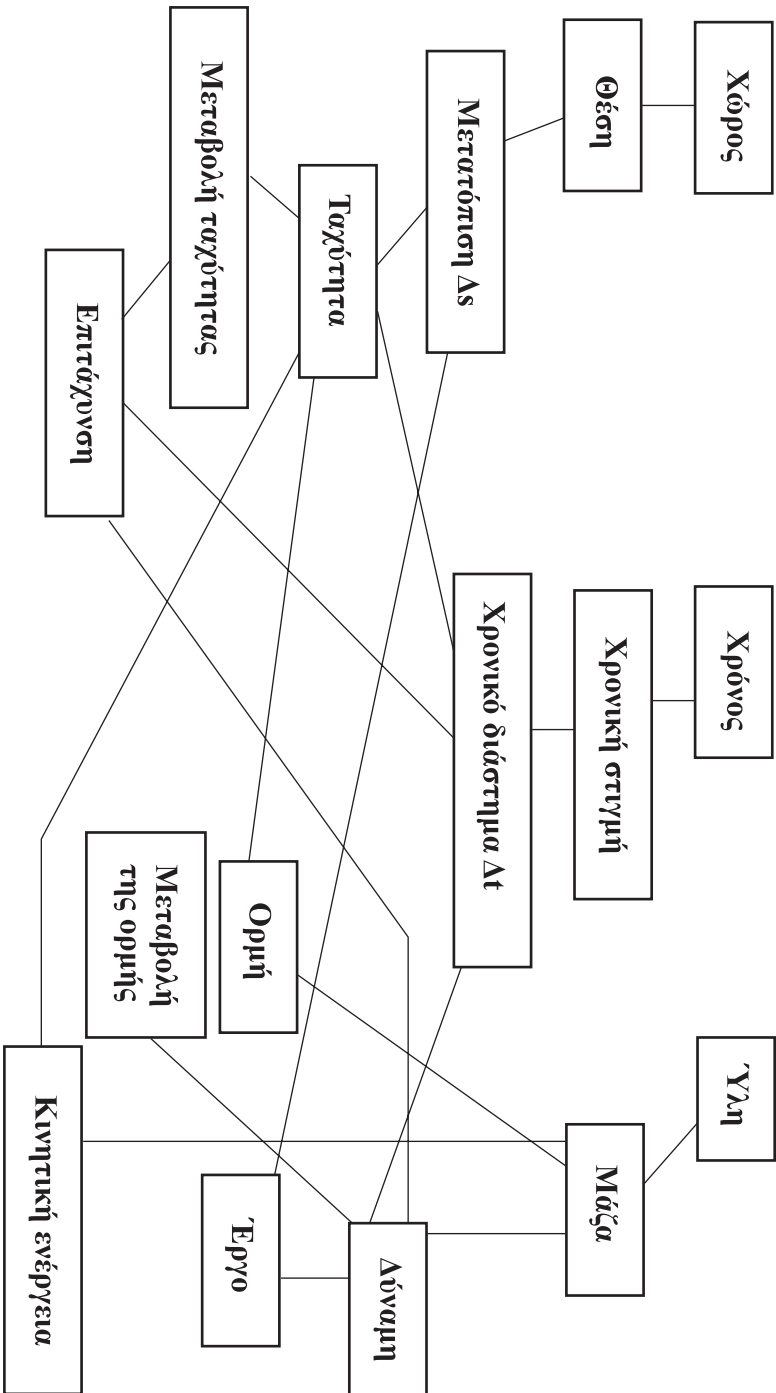 Χώρος
Χρόνος
Ύλη
Θέση
Χρονική στιγμή
Μάζα
Μετατόπιση Δs
Χρονικό διάστημα Δt
Δύναμη
Ταχύτητα
Ορμή
Έργο
Μεταβολή ταχύτητας
Μεταβολή
της ορμής
Επιτάχυνση
Κινητική ενέργεια